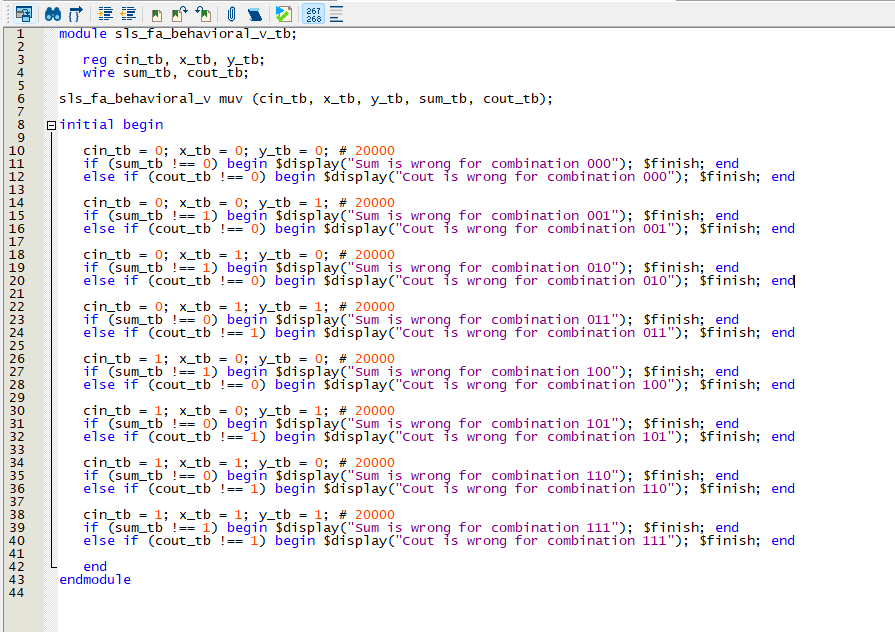 267
268
1 module sls_fa_behavioral_v_tb;
2
3 reg cin_tb, x_tb, y_tb;
4 wire sum_tb, cout_tb;
5
6 sls_fa_behavioral_v muv (cin_tb, x_tb, y_tb, sum_tb, cout_tb);
7
8 initial begin
9
10 cin_tb = 0; x_tb = 0; y_tb = 0; # 20000
11 if (sum_tb !== 0) begin $display("Sum is wrong for combination 000"); $finish; end
12 else if (cout_tb !== 0) begin $display("Cout is wrong for combination 000"); $finish; end
13
14 cin_tb = 0; x_tb = 0; y_tb = 1; # 20000
15 if (sum_tb !== 1) begin $display("Sum is wrong for combination 001"); $finish; end
16 else if (cout_tb !== 0) begin $display("Cout is wrong for combination 001"); $finish; end
17
18 cin_tb = 0; x_tb = 1; y_tb = 0; # 20000
19 if (sum_tb !== 1) begin $display("Sum is wrong for combination 010"); $finish; end
20 else if (cout_tb !== 0) begin $display("Cout is wrong for combination 010"); $finish; end
21
22 cin_tb = 0; x_tb = 1; y_tb = 1; # 20000
23 if (sum_tb !== 0) begin $display("Sum is wrong for combination 011"); $finish; end
24 else if (cout_tb !== 1) begin $display("Cout is wrong for combination 011"); $finish; end
25
26 cin_tb = 1; x_tb = 0; y_tb = 0; # 20000
27 if (sum_tb !== 1) begin $display("Sum is wrong for combination 100"); $finish; end
28 else if (cout_tb !== 0) begin $display("Cout is wrong for combination 100"); $finish; end
29
30 cin_tb = 1; x_tb = 0; y_tb = 1; # 20000
31 if (sum_tb !== 0) begin $display("Sum is wrong for combination 101"); $finish; end
32 else if (cout_tb !== 1) begin $display("Cout is wrong for combination 101"); $finish; end
33
34 cin_tb = 1; x_tb = 1; y_tb = 0; # 20000
35 if (sum_tb !== 0) begin $display("Sum is wrong for combination 110"); $finish; end
36 else if (cout_tb !== 1) begin $display("Cout is wrong for combination 110"); $finish; end
37
38 cin_tb = 1; x_tb = 1; y_tb = 1; # 20000
39 if (sum_tb !== 1) begin $display("Sum is wrong for combination 111"); $finish; end
40 else if (cout_tb !== 1) begin $display("Cout is wrong for combination 111"); $finish; end
41
42 end
43 endmodule
44